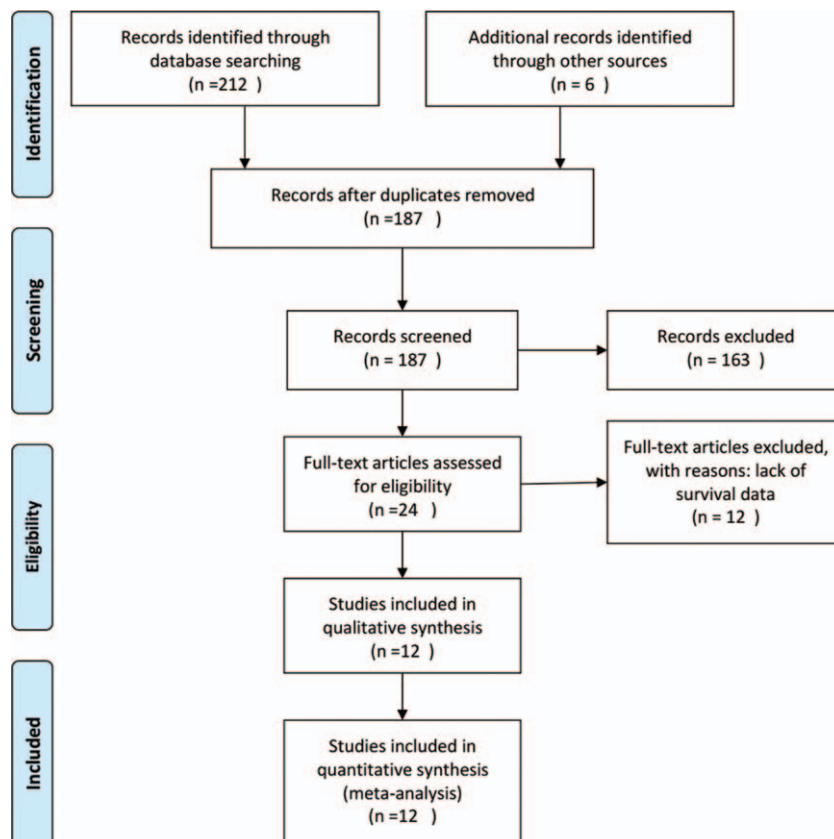 Identification
Records identified through
database searching
(n =212 )
Additional records identified
through other sources
(n = 6 )
Records after duplicates removed
(n =187 )
Screening
Records screened
(n = 187 )
Records excluded
(n = 163 )
Eligibility
Full-text articles assessed
for eligibility
(n =24 )
Full-text articles excluded,
with reasons: lack of
survival data
(n = 12 )
Studies included in
qualitative synthesis
(n =12 )
Included
Studies included in
quantitative synthesis
(meta-analysis)
(n =12 )